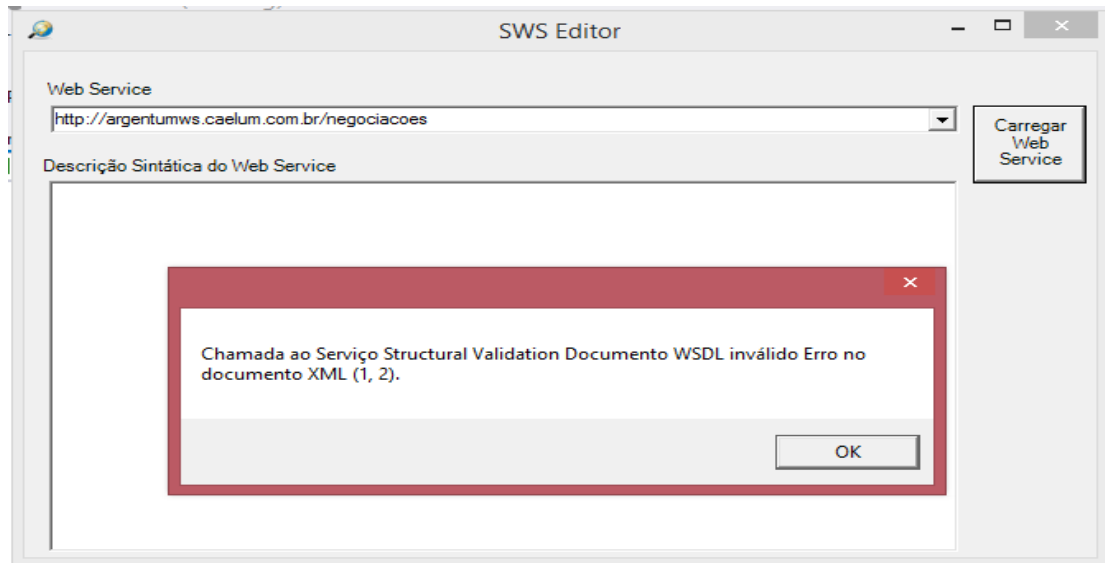 SWS Editor
Web Service
http://argentumws.caelum.com.br/negociacoes
Carregar
Web
Service
Descrição Sintática do Web Service
Chamada ao Serviço Structural Validation Documento WSDL inválido Erro no
documento XML (1, 2).
OK